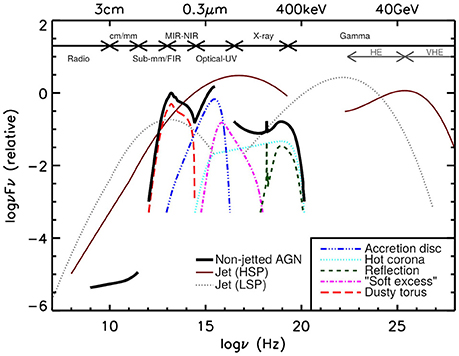 3cm 0.3μm 400keV
cm/mm MIR-NIR X-ray Gamma
HE VHE
Radio Sub-mm/FIR Optical-UV
2
0
-2
-4
-6
logνFν (relative)
Non-jetted AGN
Jet (HSP)
Jet (LSP)
Accretion disc
Hot corona
Reflection
"Soft excess"
Dusty torus
10 15 20 25
logν (Hz)